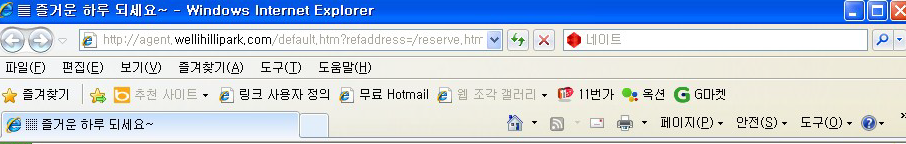 ▒ 즐거운 하루 되세요~ - Windows Internet Explorer
http://agent.wellihillipark.com/default.htm?refaddress=/reserve.htm 네이트
파일(F) 편집(E) 보기(V) 즐겨찾기(A) 도구(T) 도움말(H)
즐겨찾기 추천 사이트 링크 사용자 정의 무료 Hotmail 웹 조각 갤러리 11번가 옥션 G마켓
▒ 즐거운 하루 되세요~ 페이지(P) 안전(S) 도구(O) »